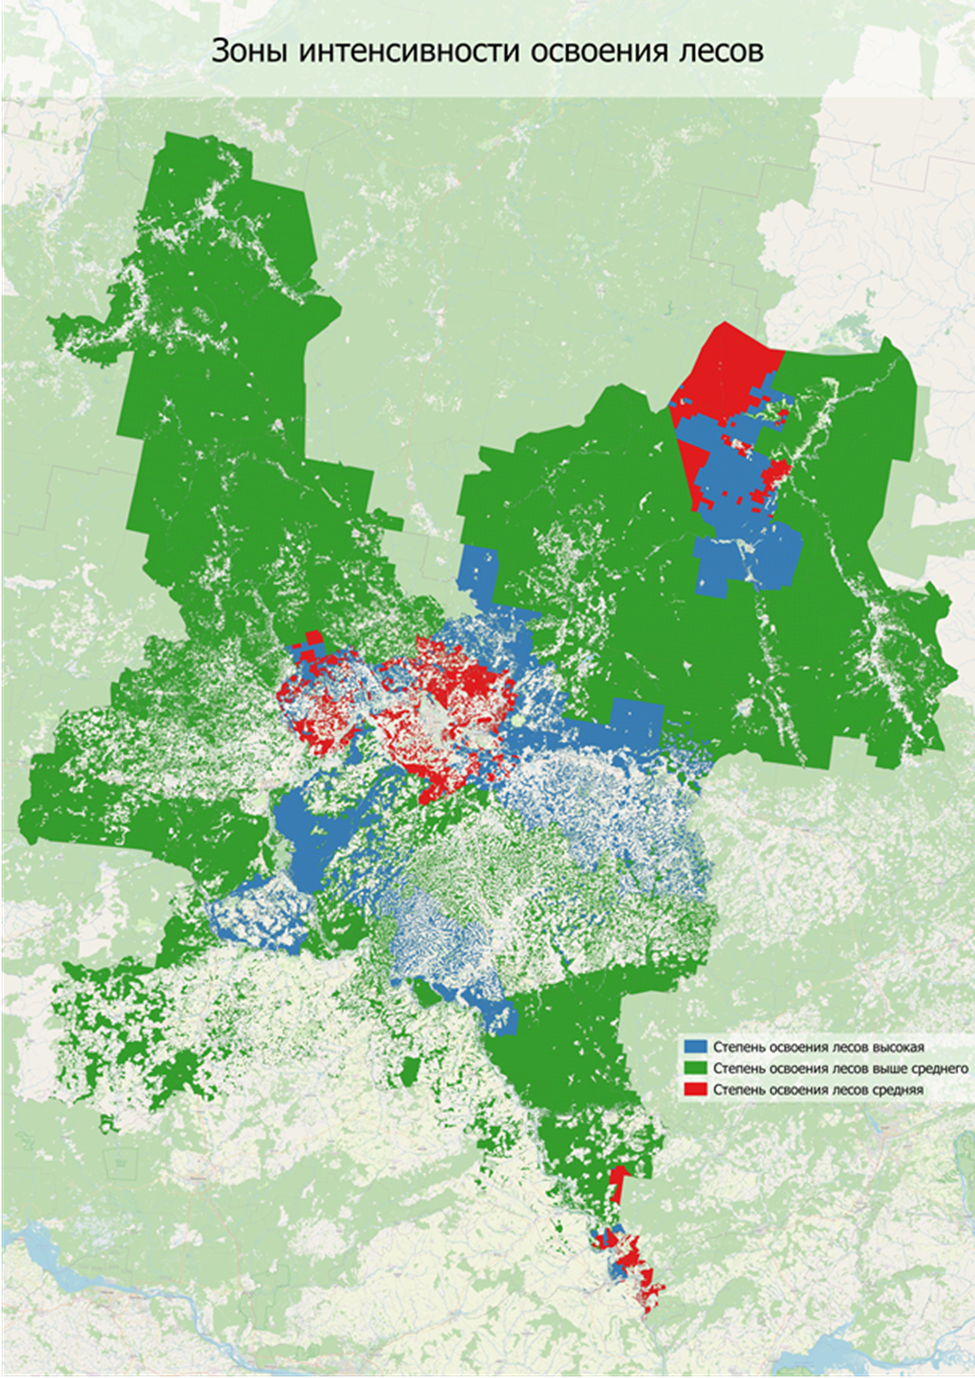 Зоны интенсивности освоения лесов
Степень освоения лесов высокая
Степень освоения лесов выше среднего
Степень освоения лесов средняя